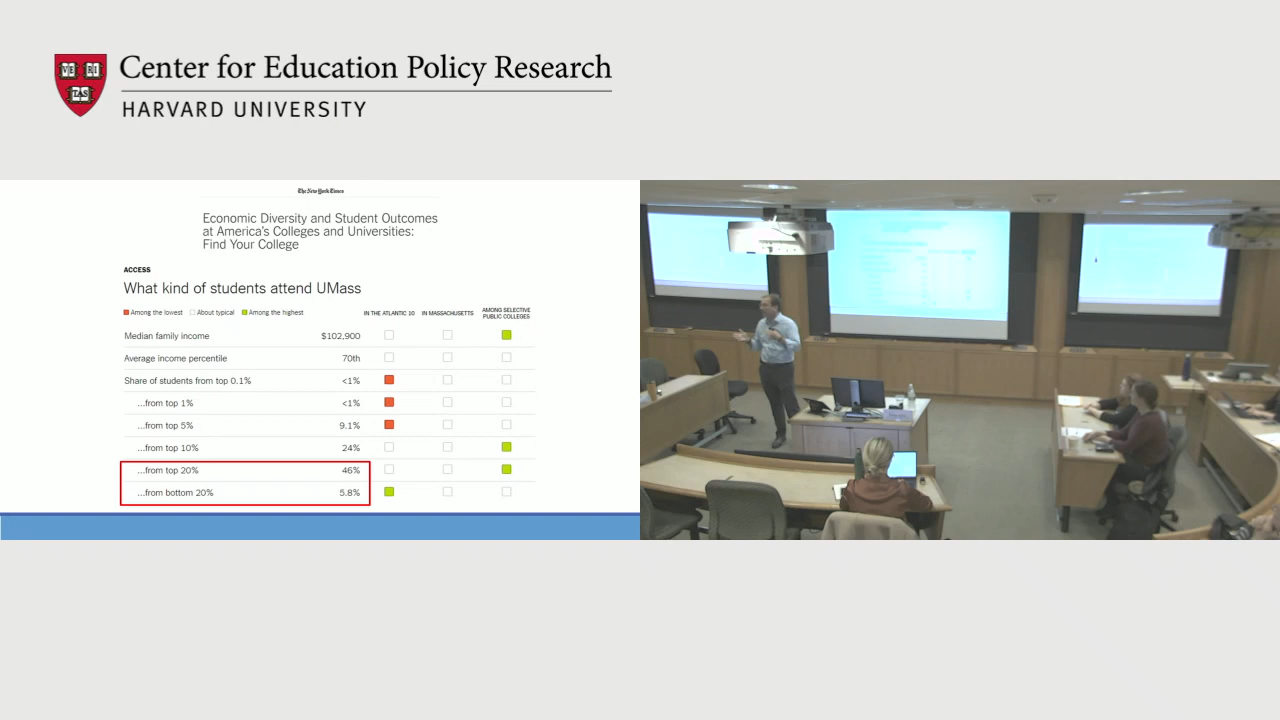 VE RI
TAS
Center for Education Policy Research
HARVARD UNIVERSITY
The New York Times
Economic Diversity and Student Outcomes
at America's Colleges and Universities:
Find Your College
ACCESS
What kind of students attend UMass
Among the lowest About typical Among the highest IN THE ATLANTIC 10 IN MASSACHUSETTS AMONG SELECTIVE PUBLIC COLLEGES
Median family income $102,900
Average income percentile 70th
Share of students from top 0.1% <1%
...from top 1% <1%
...from top 5% 9.1%
...from top 10% 24%
...from top 20% 46%
...from bottom 20% 5.8%